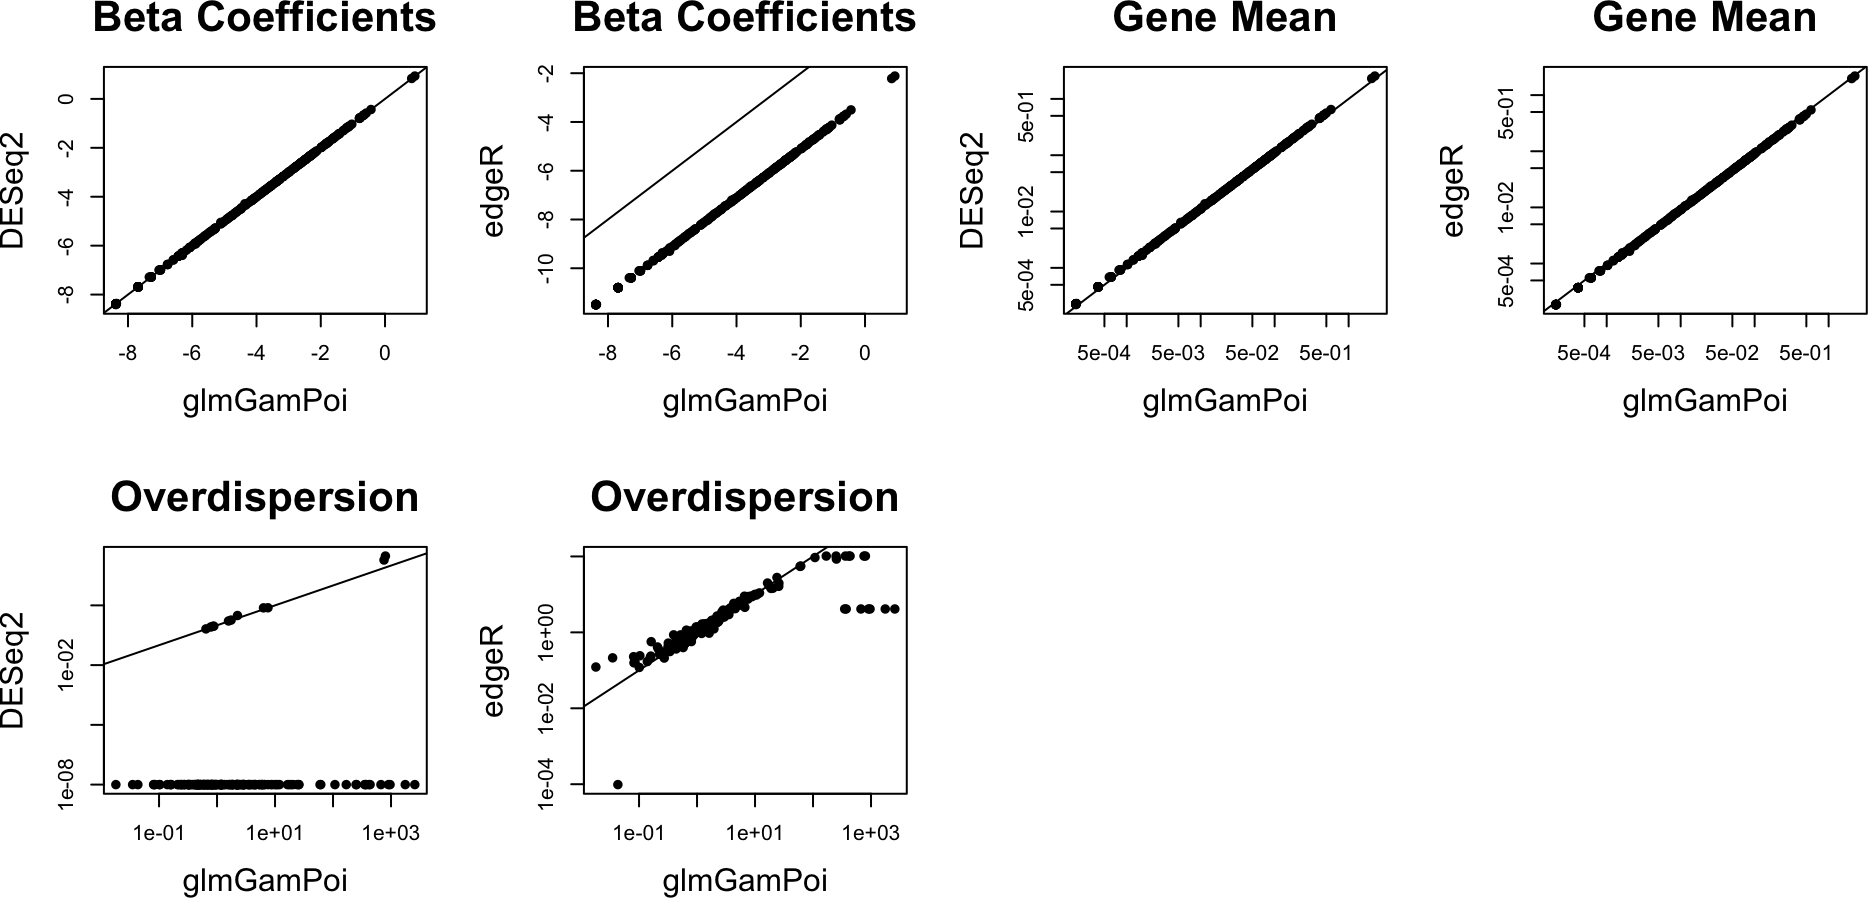 Beta Coefficients
DESeq2
0
-2
-4
-6
-8
-8 -6 -4 -2 0
glmGamPoi
Beta Coefficients
edgeR
-2
-4
-6
-8
-10
-8 -6 -4 -2 0
glmGamPoi
Gene Mean
DESeq2
5e-01
1e-02
5e-04
5e-04 5e-03 5e-02 5e-01
glmGamPoi
Gene Mean
edgeR
5e-01
1e-02
5e-04
5e-04 5e-03 5e-02 5e-01
glmGamPoi
Overdispersion
DESeq2
1e-02
1e-08
1e-01 1e+01 1e+03
glmGamPoi
Overdispersion
edgeR
1e+00
1e-02
1e-04
1e-01 1e+01 1e+03
glmGamPoi